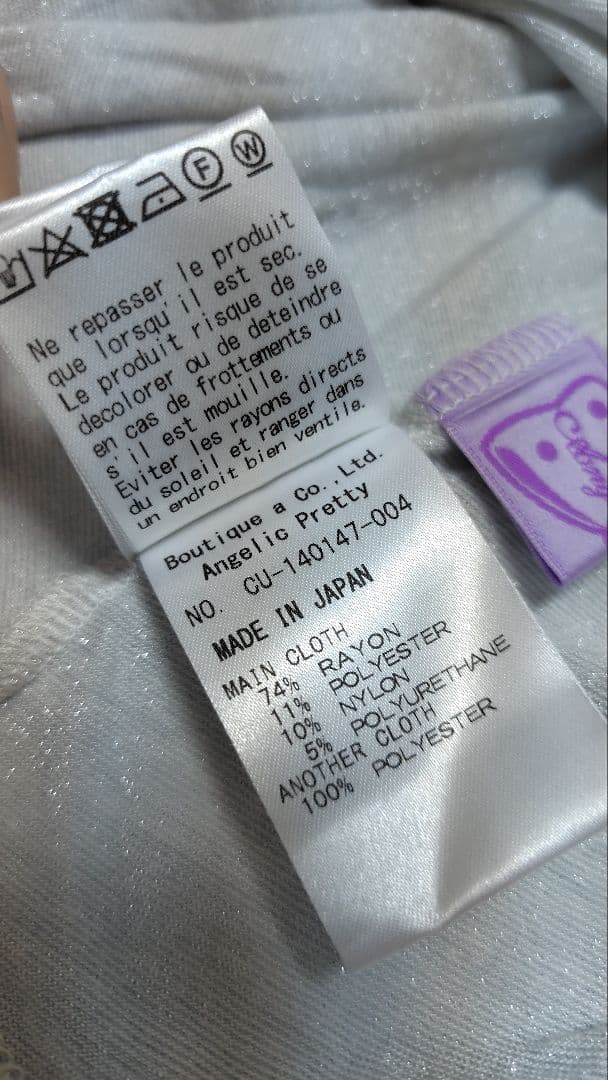 F
W
Ne repasser le produit
que lorsqu'il est sec.
Le produit risque de se
decolorer ou de deteindre
en cas de frottements ou
s'il est mouille.
Eviter les rayons directs
du soleil et ranger dans
un endroit bien ventile.
Boutique a Co.,Ltd.
Angelic Pretty
NO. CU-140147-004
MADE IN JAPAN
MAIN CLOTH
74% RAYON
11% POLYESTER
10% NYLON
5% POLYURETHANE
ANOTHER CLOTH
100% POLYESTER